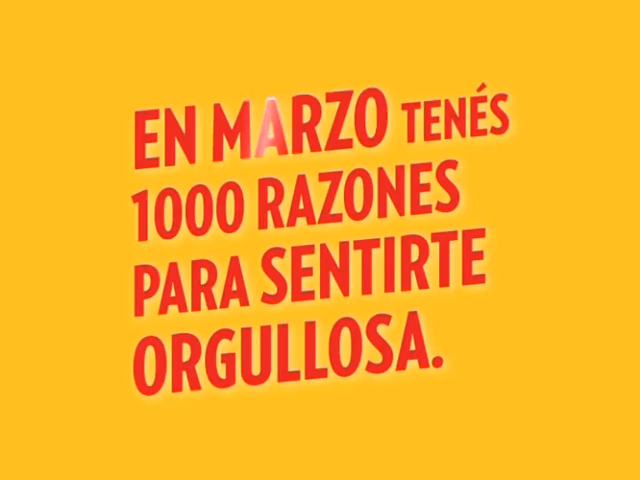 EN MARZO TENÉS
1000 RAZONES
PARA SENTIRTE
ORGULLOSA.